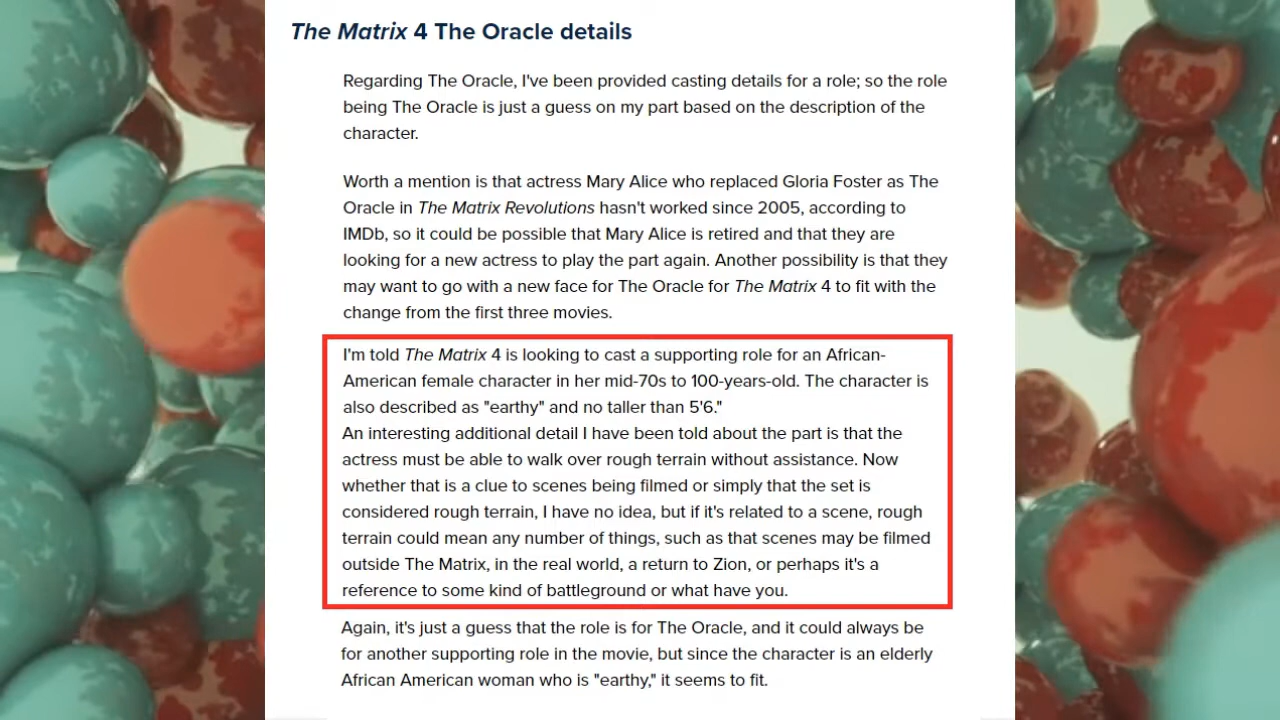 The Matrix 4 The Oracle details
Regarding The Oracle, I've been provided casting details for a role; so the role
being The Oracle is just a guess on my part based on the description of the
character.
Worth a mention is that actress Mary Alice who replaced Gloria Foster as The
Oracle in The Matrix Revolutions hasn't worked since 2005, according to
IMDb, so it could be possible that Mary Alice is retired and that they are
looking for a new actress to play the part again. Another possibility is that they
may want to go with a new face for The Oracle for The Matrix 4 to fit with the
change from the first three movies.
I'm told The Matrix 4 is looking to cast a supporting role for an African-
American female character in her mid-70s to 100-years-old. The character is
also described as "earthy" and no taller than 5'6."
An interesting additional detail I have been told about the part is that the
actress must be able to walk over rough terrain without assistance. Now
whether that is a clue to scenes being filmed or simply that the set is
considered rough terrain, I have no idea, but if it's related to a scene, rough
terrain could mean any number of things, such as that scenes may be filmed
outside The Matrix, in the real world, a return to Zion, or perhaps it's a
reference to some kind of battleground or what have you.
Again, it's just a guess that the role is for The Oracle, and it could always be
for another supporting role in the movie, but since the character is an elderly
African American woman who is "earthy," it seems to fit.